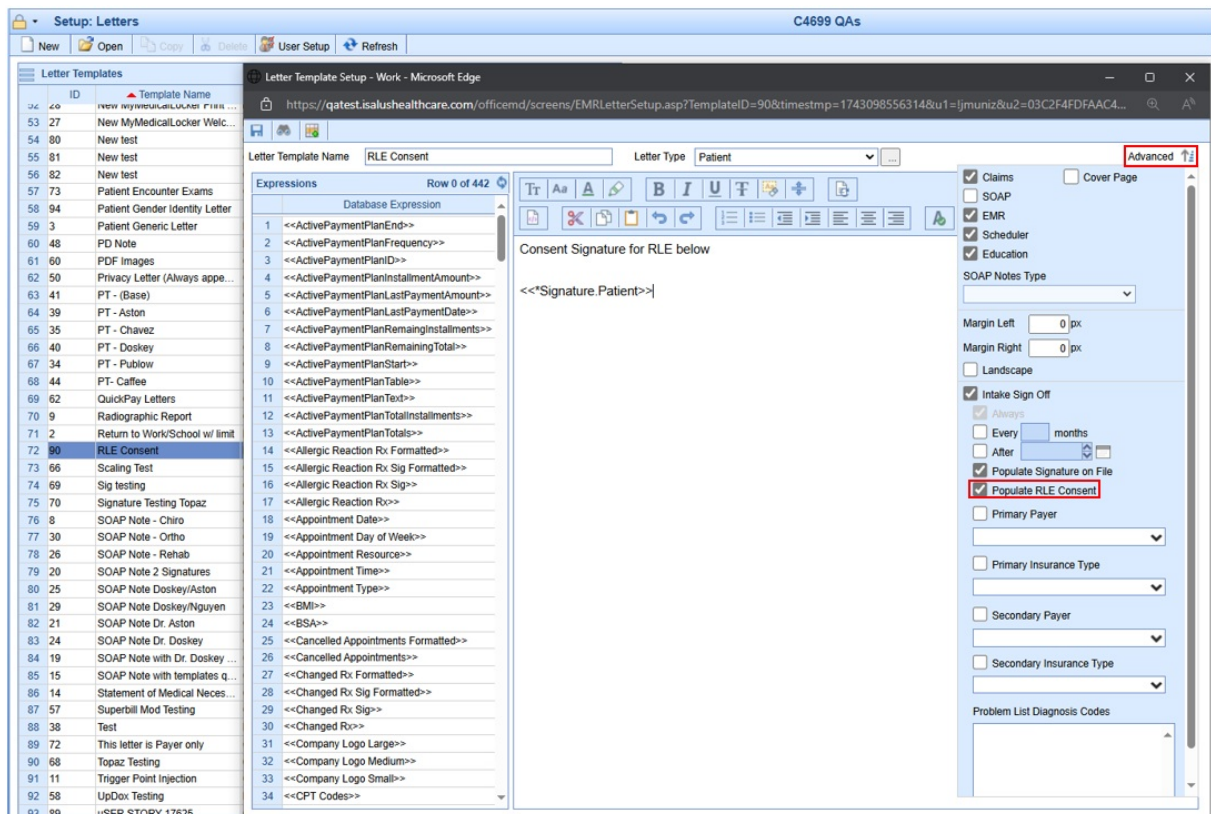 Setup: Letters
C4699 QAs
New Open Copy Delete User Setup Refresh
Letter Templates
ID Template Name
52 28 New MyMedicalLocker Print ...
53 27 New MyMedicalLocker Welc...
54 80 New test
55 81 New test
56 82 New test
57 73 Patient Encounter Exams
58 94 Patient Gender Identity Letter
59 3 Patient Generic Letter
60 48 PD Note
61 60 PDF Images
62 50 Privacy Letter (Always appe...
63 41 PT - (Base)
64 39 PT - Aston
65 35 PT - Chavez
66 40 PT - Doskey
67 34 PT - Publow
68 44 PT- Caffee
69 62 QuickPay Letters
70 9 Radiographic Report
71 2 Return to Work/School w/ limit
72 90 RLE Consent
73 66 Scaling Test
74 69 Sig testing
75 70 Signature Testing Topaz
76 8 SOAP Note - Chiro
77 30 SOAP Note - Ortho
78 26 SOAP Note - Rehab
79 20 SOAP Note 2 Signatures
80 25 SOAP Note Doskey/Aston
81 29 SOAP Note Doskey/Nguyen
82 21 SOAP Note Dr. Aston
83 24 SOAP Note Dr. Doskey
84 19 SOAP Note with Dr. Doskey ...
85 15 SOAP Note with templates q...
86 14 Statement of Medical Neces...
87 57 Superbill Mod Testing
88 38 Test
89 72 This letter is Payer only
90 68 Topaz Testing
91 11 Trigger Point Injection
92 58 UpDox Testing
93 89 uSER STORY 17625
Letter Template Setup - Work - Microsoft Edge
https://qatest.isalushealthcare.com/officemd/screens/EMRLetterSetup.asp?TemplateID=90&timestmp=1743098556314&u1=!jmuniz&u2=03C2F4FDFAAC4...
Letter Template Name RLE Consent Letter Type Patient ... Advanced
Expressions Row 0 of 442
Database Expression
1 <<ActivePaymentPlanEnd>>
2 <<ActivePaymentPlanFrequency>>
3 <<ActivePaymentPlanID>>
4 <<ActivePaymentPlanInstallmentAmount>>
5 <<ActivePaymentPlanLastPaymentAmount>>
6 <<ActivePaymentPlanLastPaymentDate>>
7 <<ActivePaymentPlanRemaingInstallments>>
8 <<ActivePaymentPlanRemainingTotal>>
9 <<ActivePaymentPlanStart>>
10 <<ActivePaymentPlanTable>>
11 <<ActivePaymentPlanText>>
12 <<ActivePaymentPlanTotalInstallments>>
13 <<ActivePaymentPlanTotals>>
14 <<Allergic Reaction Rx Formatted>>
15 <<Allergic Reaction Rx Sig Formatted>>
16 <<Allergic Reaction Rx Sig>>
17 <<Allergic Reaction Rx>>
18 <<Appointment Date>>
19 <<Appointment Day of Week>>
20 <<Appointment Resource>>
21 <<Appointment Time>>
22 <<Appointment Type>>
23 <<BMI>>
24 <<BSA>>
25 <<Cancelled Appointments Formatted>>
26 <<Cancelled Appointments>>
27 <<Changed Rx Formatted>>
28 <<Changed Rx Sig Formatted>>
29 <<Changed Rx Sig>>
30 <<Changed Rx>>
31 <<Company Logo Large>>
32 <<Company Logo Medium>>
33 <<Company Logo Small>>
34 <<CPT Codes>>
Consent Signature for RLE below
<<*Signature.Patient>>
Claims Cover Page
SOAP
EMR
Scheduler
Education
SOAP Notes Type
Margin Left 0 px
Margin Right 0 px
Landscape
Intake Sign Off
Always
Every months
After
Populate Signature on File
Populate RLE Consent
Primary Payer
Primary Insurance Type
Secondary Payer
Secondary Insurance Type
Problem List Diagnosis Codes